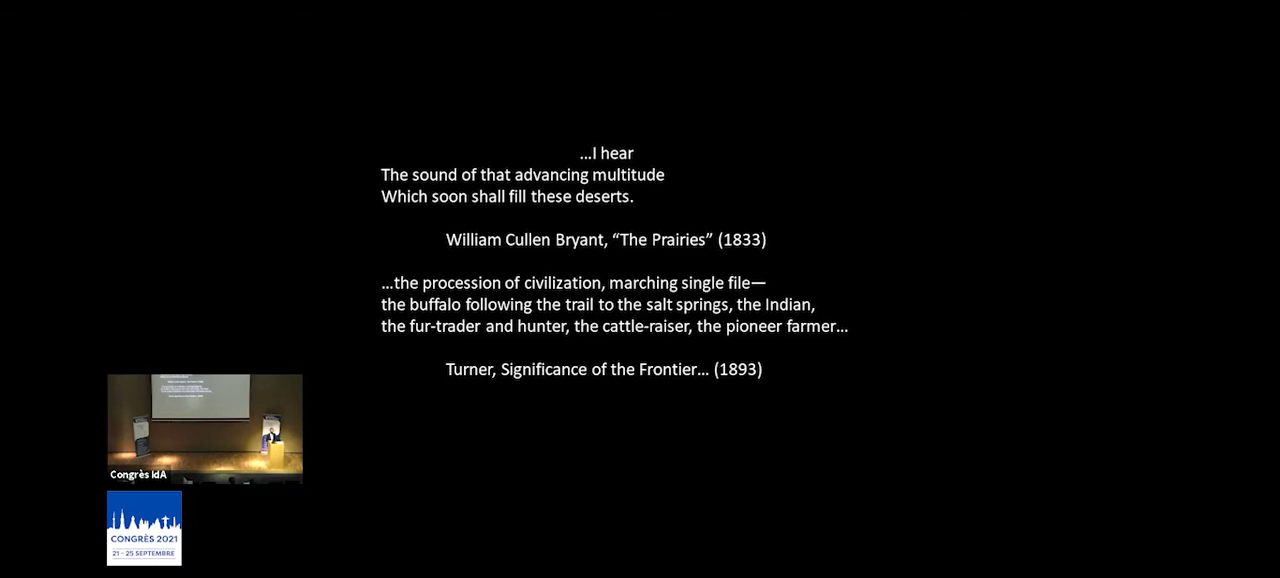 ...I hear
The sound of that advancing multitude
Which soon shall fill these deserts.
William Cullen Bryant, “The Prairies” (1833)
...the procession of civilization, marching single file—
the buffalo following the trail to the salt springs, the Indian,
the fur-trader and hunter, the cattle-raiser, the pioneer farmer...
Turner, Significance of the Frontier... (1893)
Congrès IdA
CONGRÈS 2021
21 - 25 SEPTEMBRE